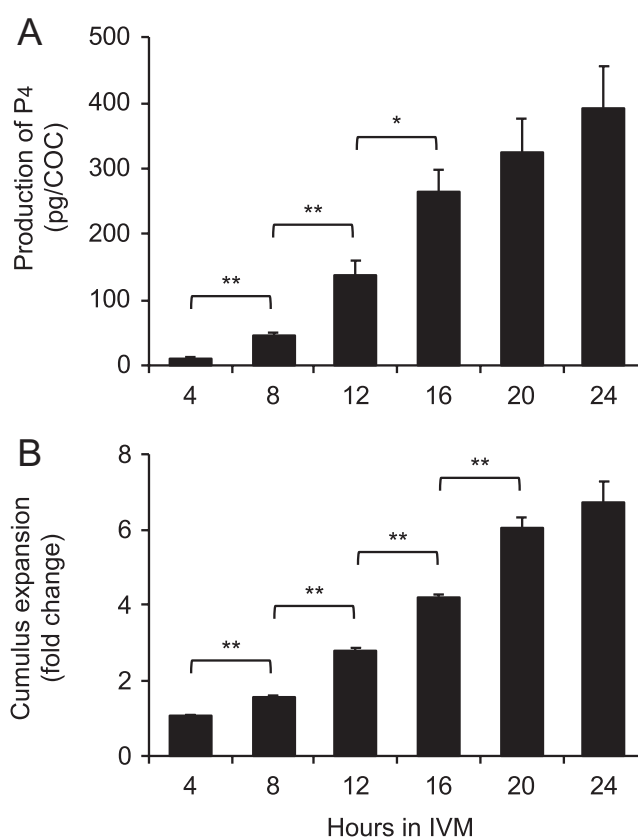 A
Production of P4
(pg/COC)
500
400
300
200
100
0
**
**
*
4 8 12 16 20 24
B
Cumulus expansion
(fold change)
8
6
4
2
0
**
**
**
**
4 8 12 16 20 24
Hours in IVM